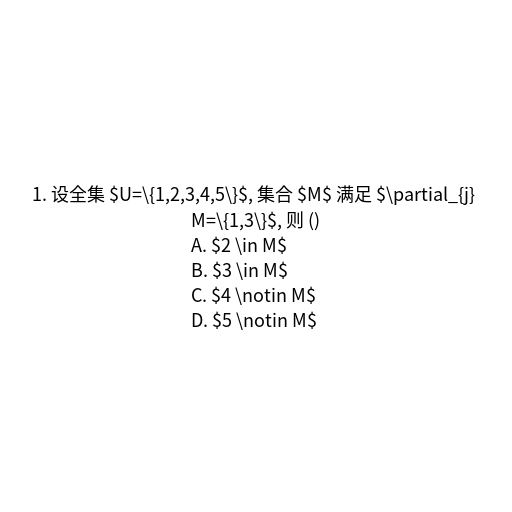 1. 设全集 $U=\{1,2,3,4,5\}$, 集合 $M$ 满足 $\partial_{j}
M=\{1,3\}$, 则 ()
A. $2 \in M$
B. $3 \in M$
C. $4 \notin M$
D. $5 \notin M$